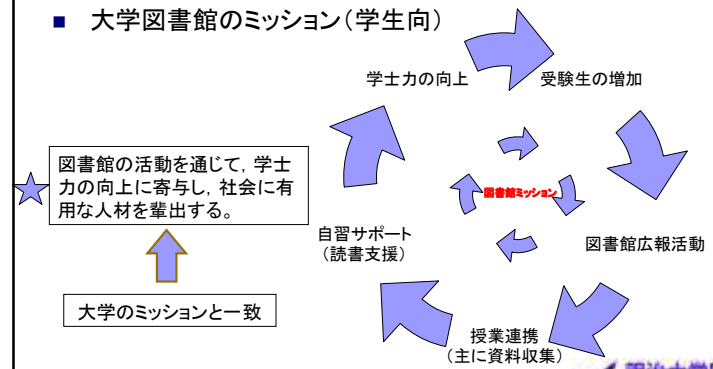 ■ 大学図書館のミッション(学生向)
学士力の向上
受験生の増加
図書館の活動を通じて,学士
力の向上に寄与し,社会に有
用な人材を輩出する。
図書館ミッション
自習サポート
(読書支援)
図書館広報活動
大学のミッションと一致
授業連携
(主に資料収集)